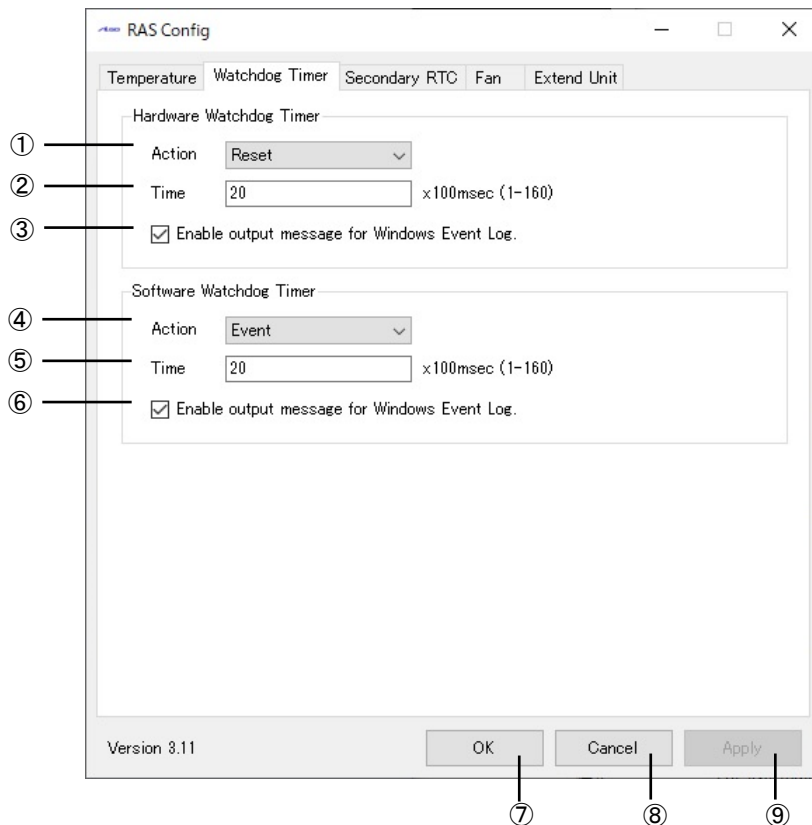 RAS Config
Temperature Watchdog Timer Secondary RTC Fan Extend Unit
Hardware Watchdog Timer
① Action Reset
② Time 20 x100msec (1-160)
③ Enable output message for Windows Event Log.
Software Watchdog Timer
④ Action Event
⑤ Time 20 x100msec (1-160)
⑥ Enable output message for Windows Event Log.
Version 3.11 OK Cancel Apply
⑦ ⑧ ⑨